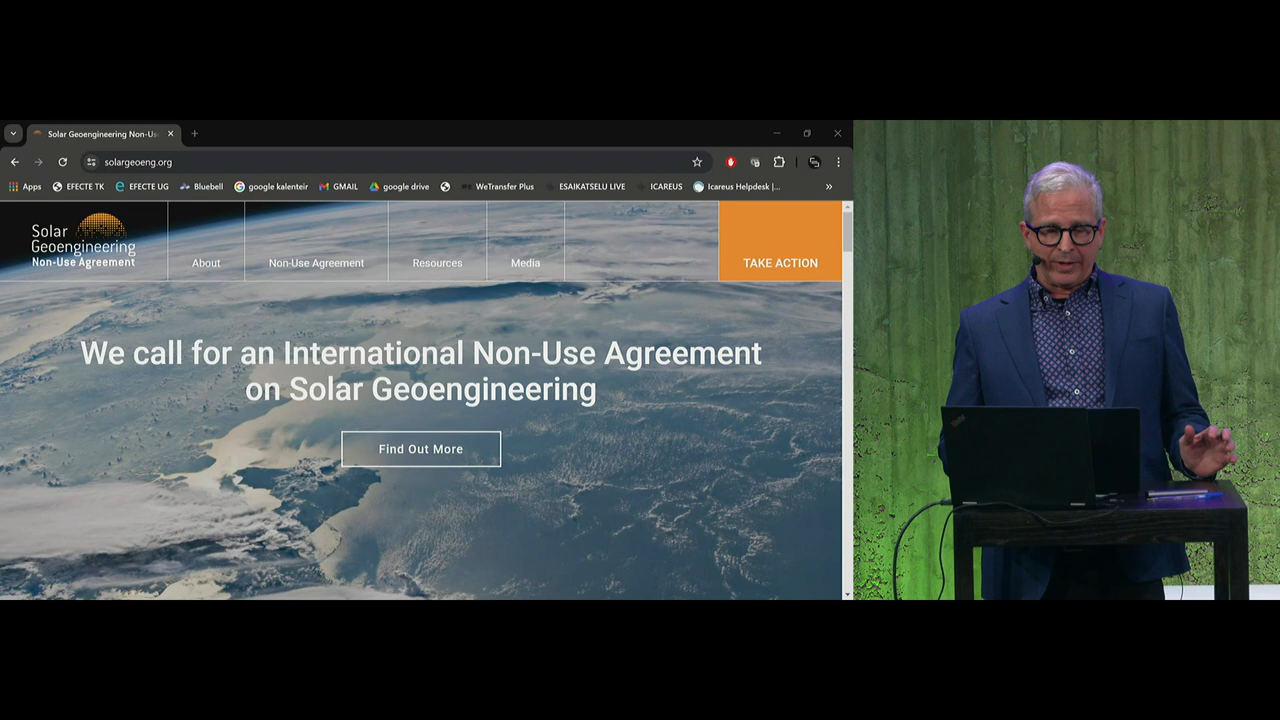 Solar Geoengineering Non-Us
solargeoeng.org
Apps EFECTE TK EFECTE UG Bluebell google kalenteir GMAIL google drive WeTransfer Plus ESAIKATSELU LIVE ICAREUS Icareus Helpdesk |... »
Solar
Geoengineering
Non-Use Agreement
About Non-Use Agreement Resources Media TAKE ACTION
We call for an International Non-Use Agreement
on Solar Geoengineering
Find Out More